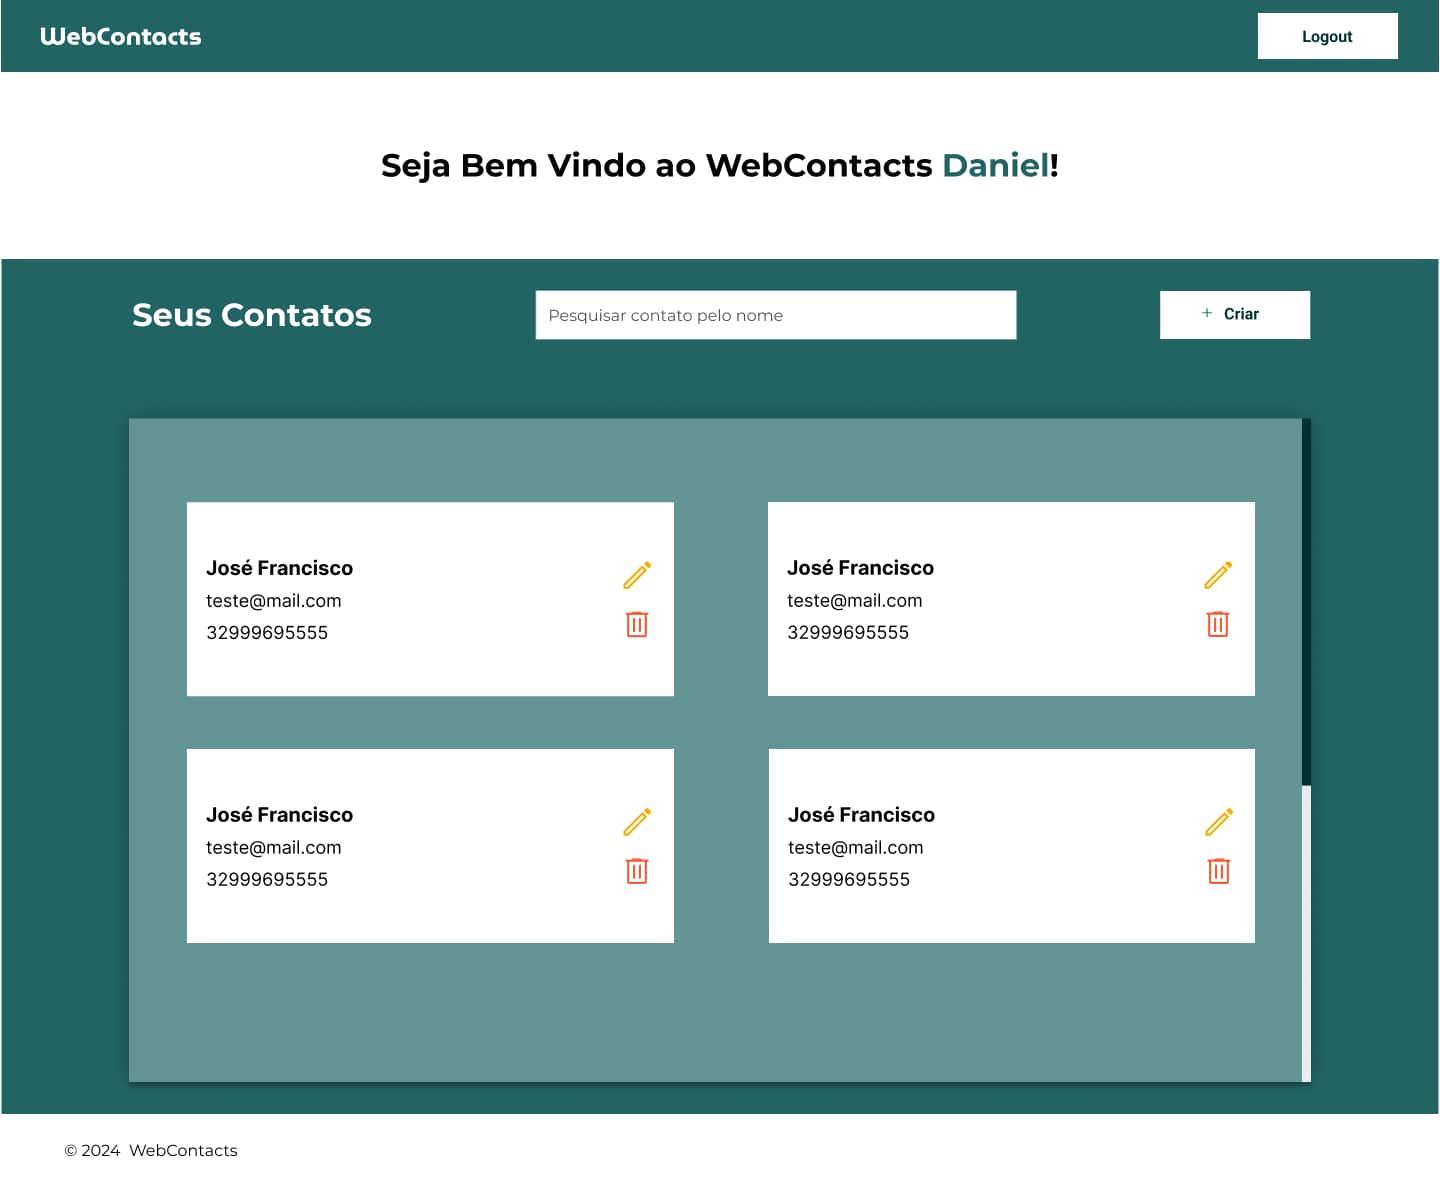 WebContacts
Logout
Seja Bem Vindo ao WebContacts Daniel!
Seus Contatos
Pesquisar contato pelo nome
+ Criar
José Francisco
teste@mail.com
32999695555
José Francisco
teste@mail.com
32999695555
José Francisco
teste@mail.com
32999695555
José Francisco
teste@mail.com
32999695555
© 2024 WebContacts